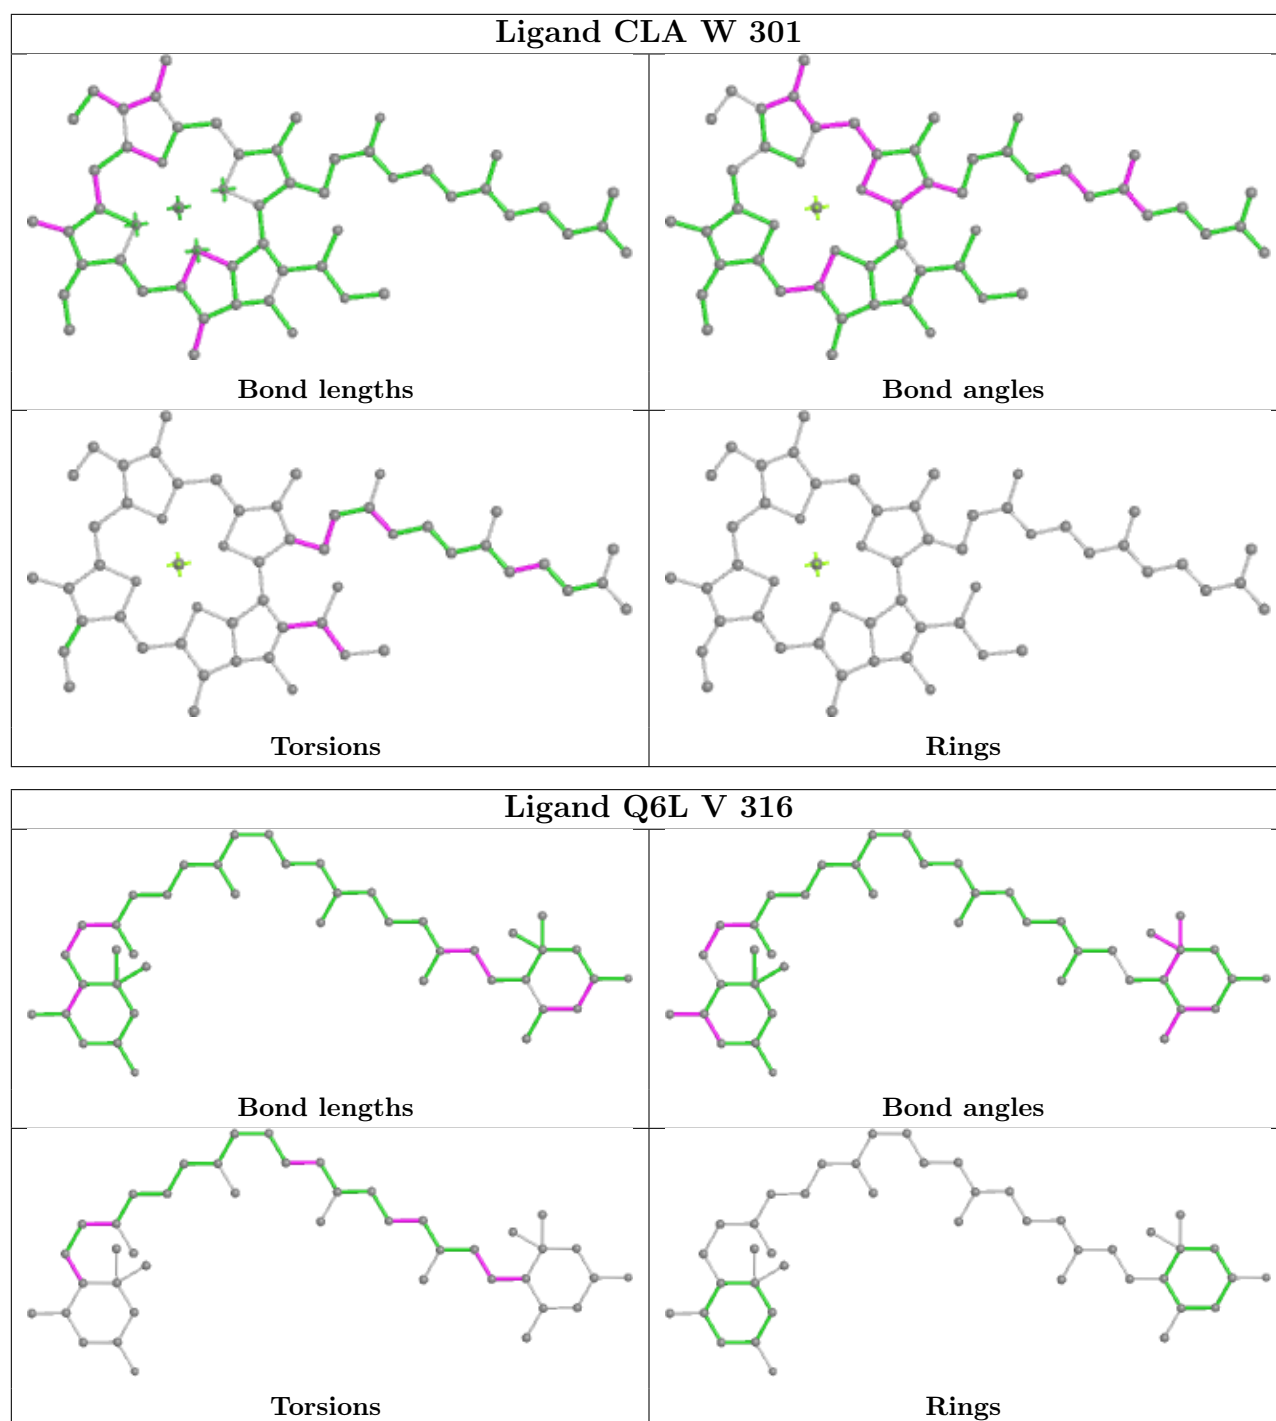 Ligand CLA W 301
Bond lengths
Bond angles
Torsions
Rings
Ligand Q6L V 316
Bond lengths
Bond angles
Torsions
Rings